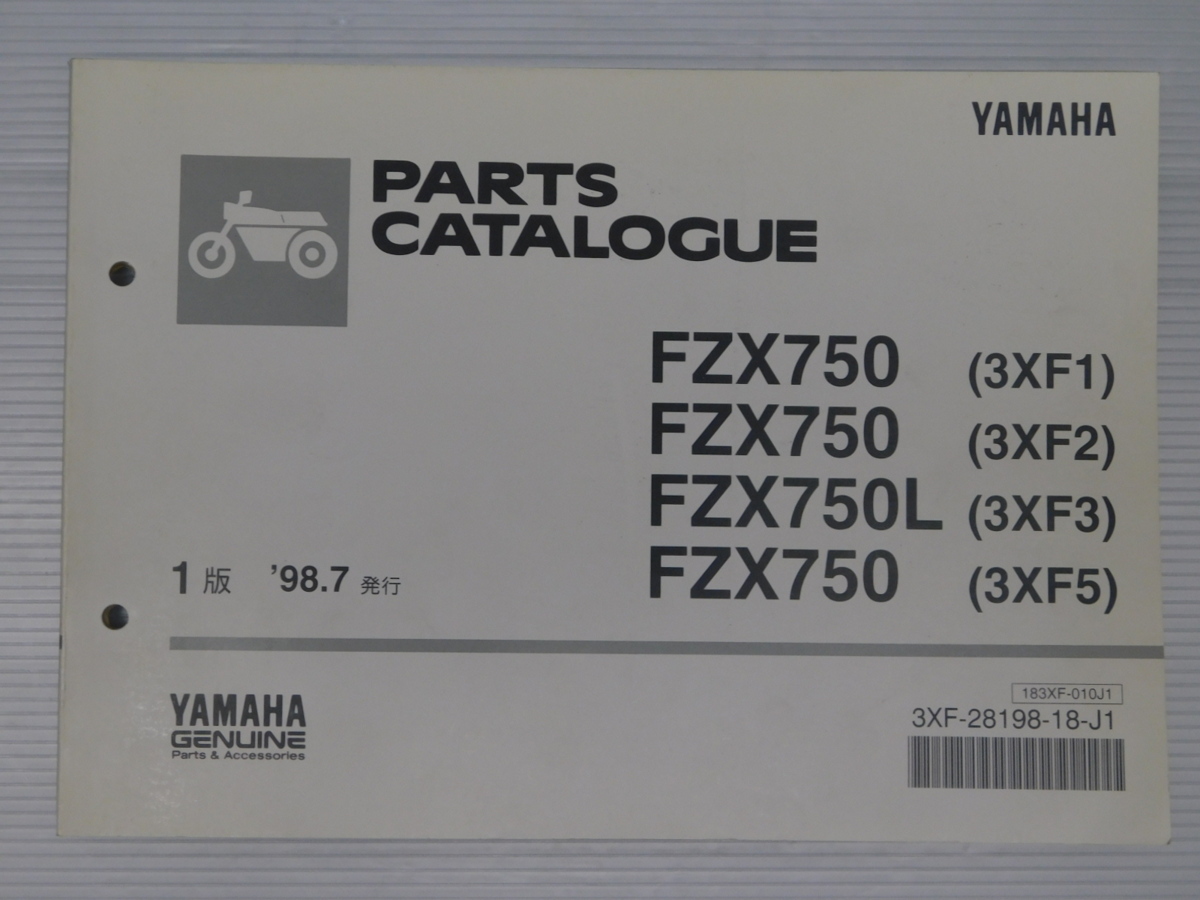 YAMAHA
PARTS
CATALOGUE
FZX750 (3XF1)
FZX750 (3XF2)
FZX750L (3XF3)
FZX750 (3XF5)
1版 ’98.7 発行
YAMAHA
GENUINE
Parts & Accessories
183XF-010J1
3XF-28198-18-J1